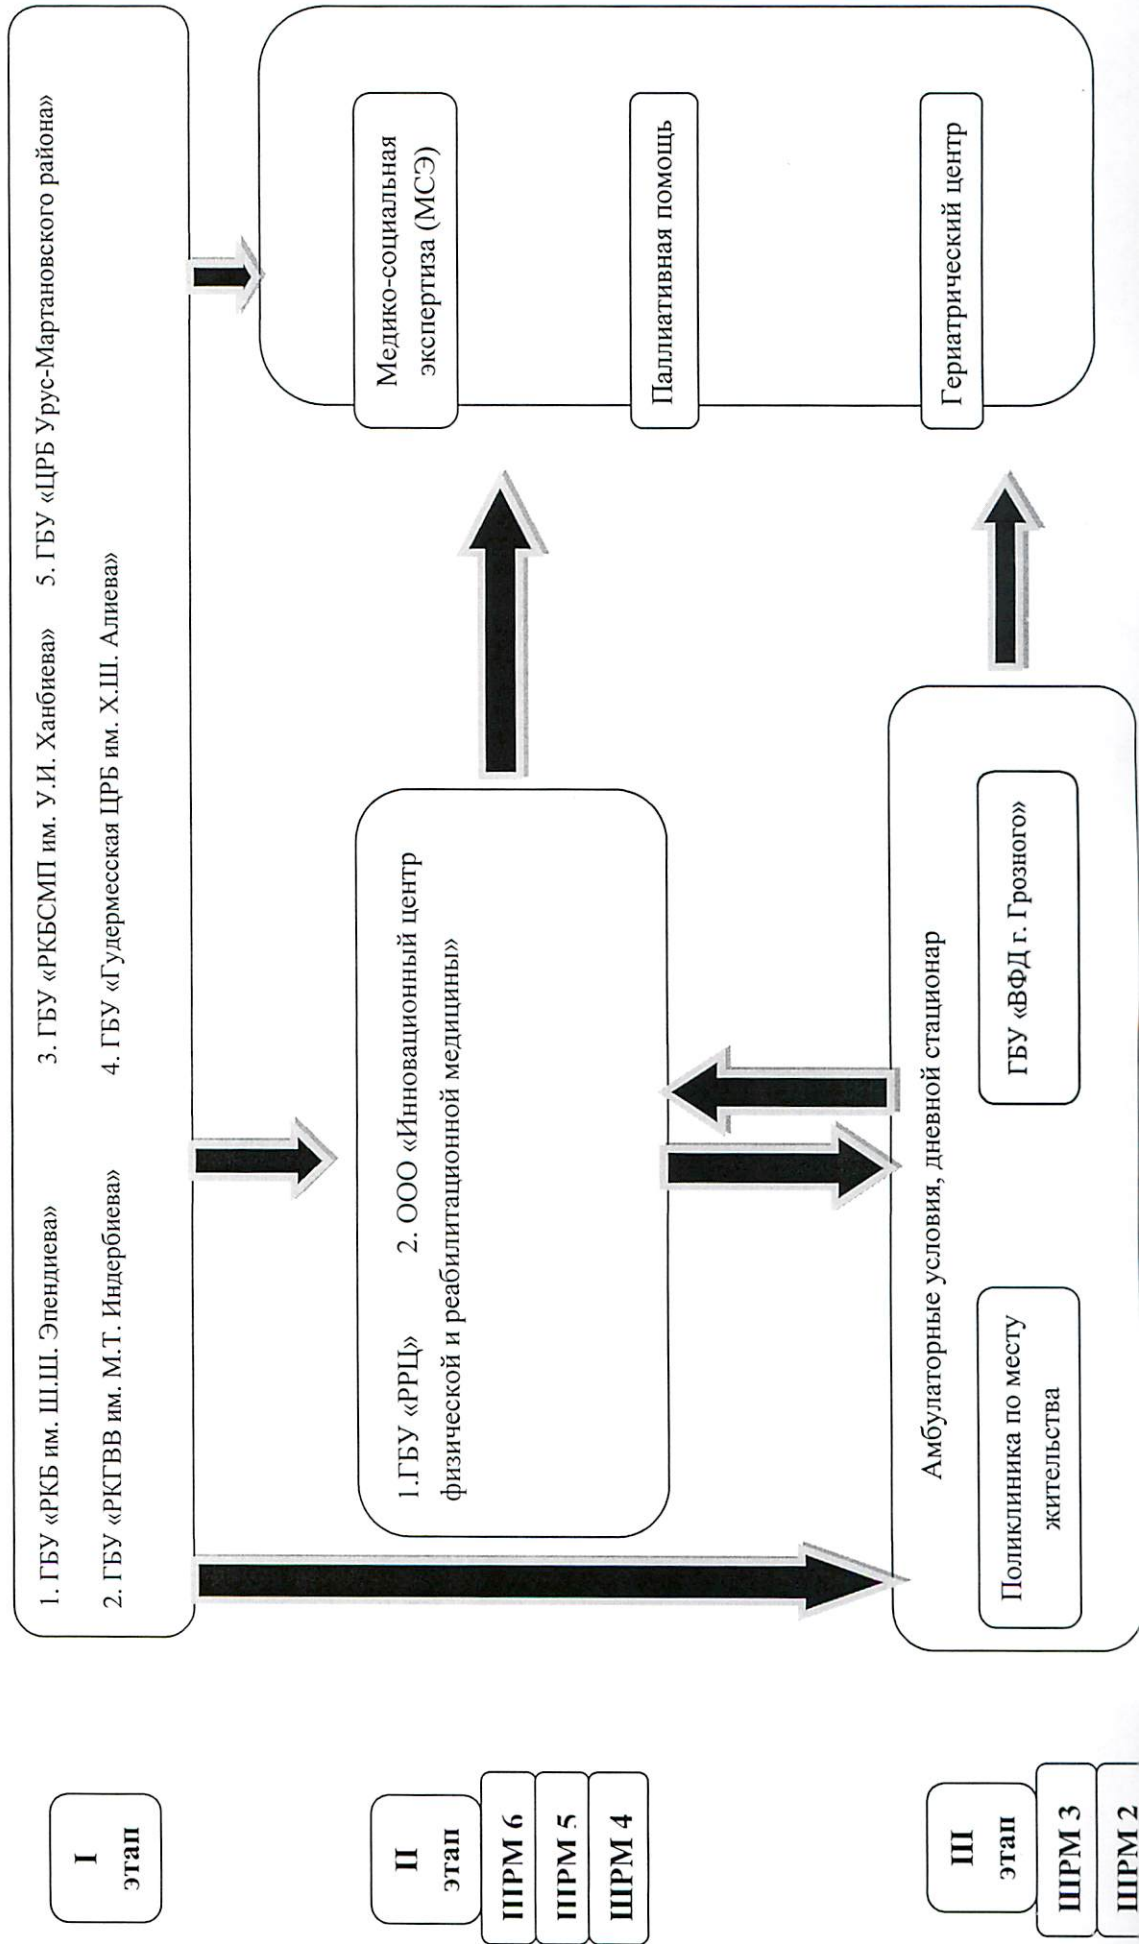 I
этап
1. ГБУ «РКБ им. Ш.Ш. Эпендиева»
3. ГБУ «РКБСМП им. У.И. Ханбиева»
5. ГБУ «ЦРБ Урус-Мартановского района»
2. ГБУ «РКГВВ им. М.Т. Индербиева»
4. ГБУ «Гудермесская ЦРБ им. Х.Ш. Алиева»
II
этап
ШРМ 6
ШРМ 5
ШРМ 4
1.ГБУ «РРЦ»
2. ООО «Инновационный центр
физической и реабилитационной медицины»
Медико-социальная
экспертиза (МСЭ)
Паллиативная помощь
Гериатрический центр
III
этап
ШРМ 3
ШРМ 2
Амбулаторные условия, дневной стационар
Поликлиника по месту
жительства
ГБУ «ВФД г. Грозного»